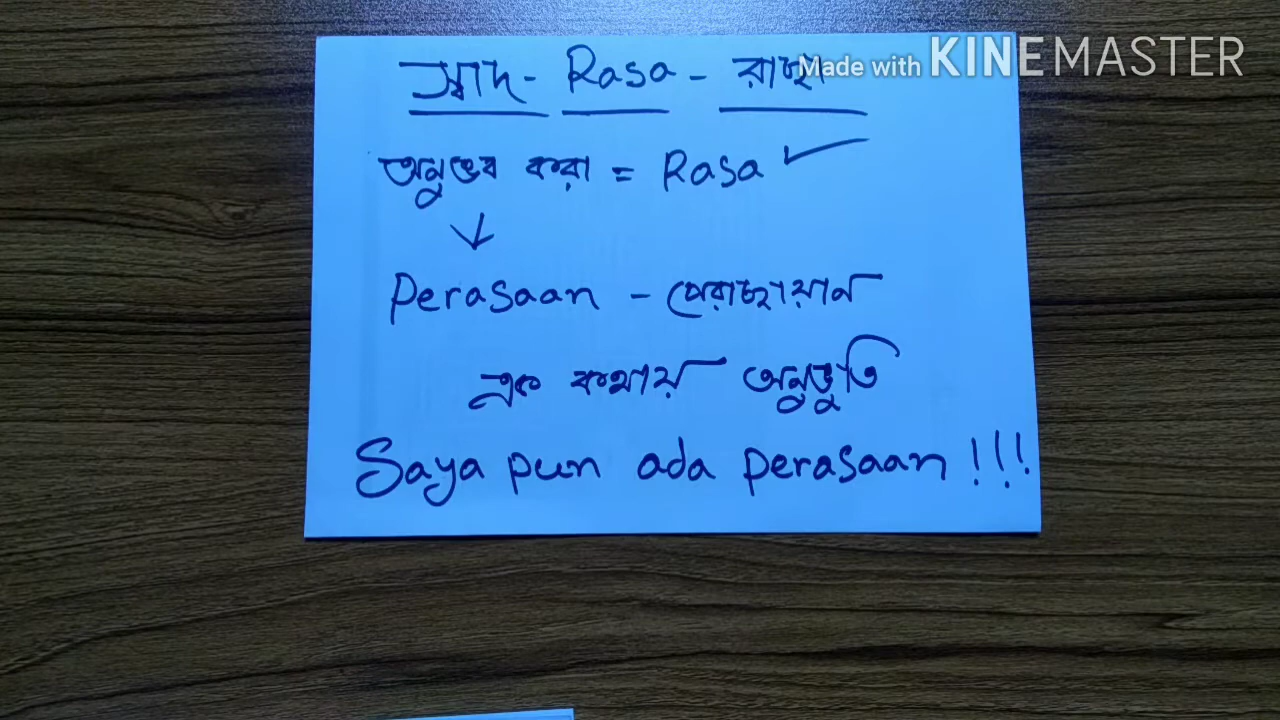 স্বাদ - Rasa - রাছা
Made with KINEMASTER
অনুভব করা = Rasa ✓
↓
Perasaan - পেরাছায়ান
এক কথায় অনুভুতি
Saya pun ada perasaan !!!